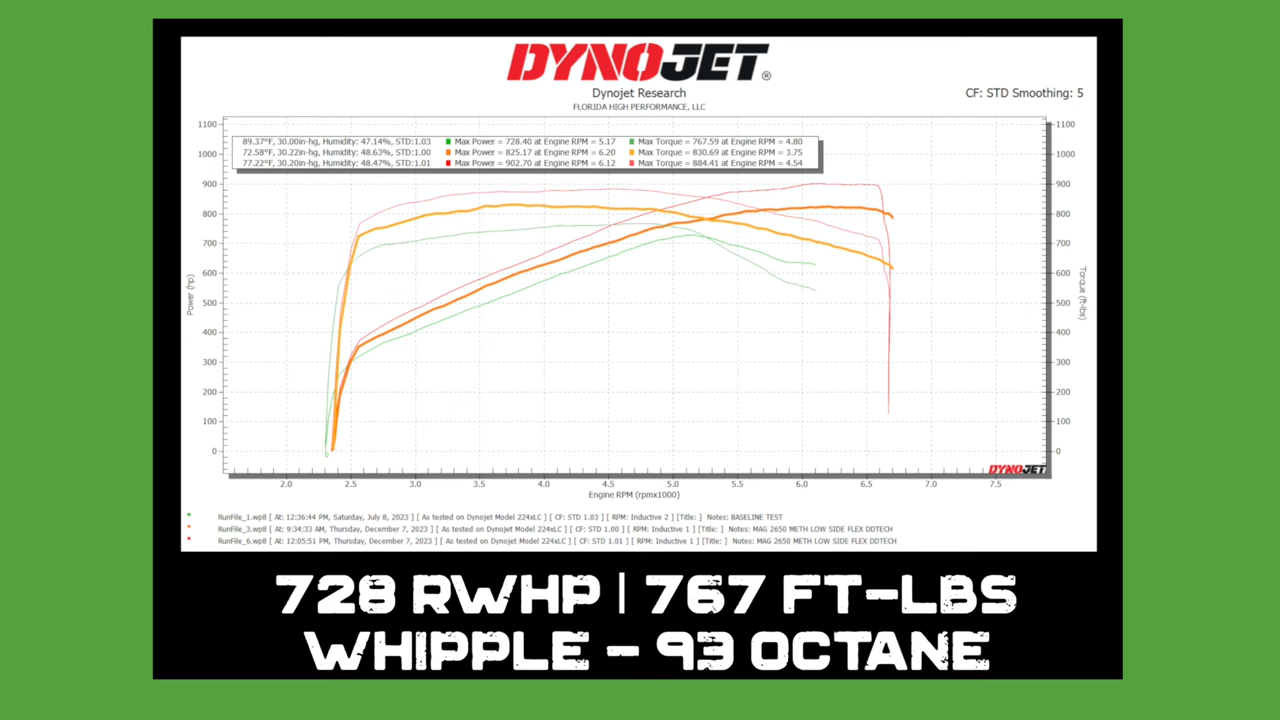 DYNOJET®
Dynojet Research
CF: STD Smoothing: 5
FLORIDA HIGH PERFORMANCE, LLC
1100 1100
89.37°F, 30.00in-hg, Humidity: 47.14%, STD:1.03 Max Power = 728.40 at Engine RPM = 5.17 Max Torque = 767.59 at Engine RPM = 4.80
72.58°F, 30.22in-hg, Humidity: 48.63%, STD:1.00 Max Power = 825.17 at Engine RPM = 6.20 Max Torque = 830.69 at Engine RPM = 3.75
77.22°F, 30.20in-hg, Humidity: 48.47%, STD:1.01 Max Power = 902.70 at Engine RPM = 6.12 Max Torque = 884.41 at Engine RPM = 4.54
1000 1000
900 900
800 800
700 700
600 600
500 500
400 400
300 300
200 200
100 100
0 0
Power (hp)
Torque (ft-lbs)
DYNOJET
2.0 2.5 3.0 3.5 4.0 4.5 5.0 5.5 6.0 6.5 7.0 7.5
Engine RPM (rpmx1000)
RunFile_1.wp8 [ At: 12:36:44 PM, Saturday, July 8, 2023 ] [ As tested on Dynojet Model 224xLC ] [ CF: STD 1.03 ] [ RPM: Inductive 2 ] [Title: ] Notes: BASELINE TEST
RunFile_3.wp8 [ At: 9:34:33 AM, Thursday, December 7, 2023 ] [ As tested on Dynojet Model 224xLC ] [ CF: STD 1.00 ] [ RPM: Inductive 1 ] [Title: ] Notes: MAG 2650 METH LOW SIDE FLEX DDTECH
RunFile_6.wp8 [ At: 12:05:51 PM, Thursday, December 7, 2023 ] [ As tested on Dynojet Model 224xLC ] [ CF: STD 1.01 ] [ RPM: Inductive 1 ] [Title: ] Notes: MAG 2650 METH LOW SIDE FLEX DDTECH
728 RWHP | 767 FT-LBS
WHIPPLE - 93 OCTANE